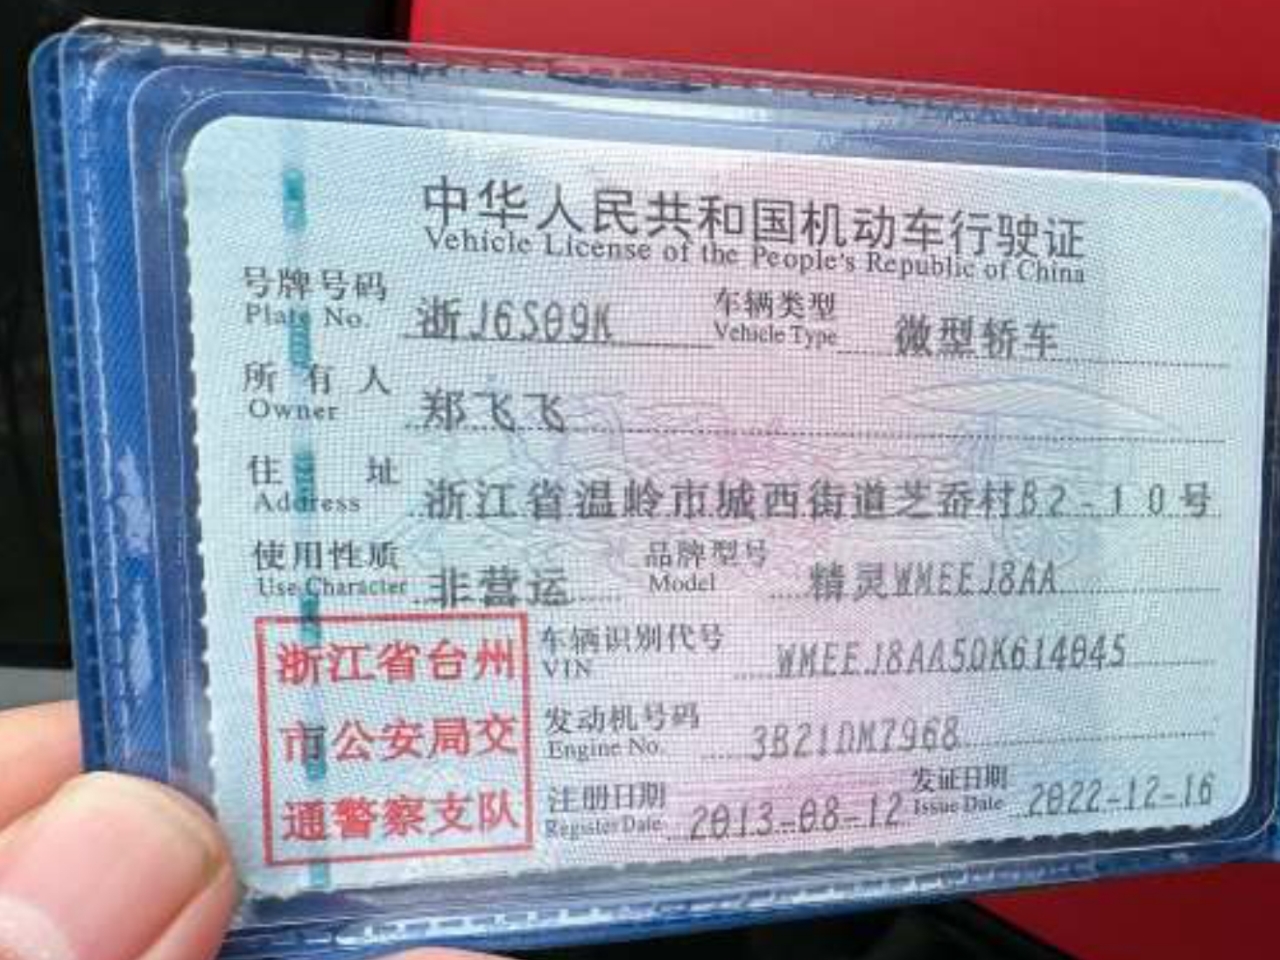 中华人民共和国机动车行驶证
Vehicle License of the People's Republic of China
号牌号码 浙J6S09K 车辆类型 微型轿车
Plate No. Vehicle Type
所有人 郑飞飞
Owner
住址 浙江省温岭市城西街道芝岙村B2-10号
Address
使用性质 非营运 品牌型号 精灵WMEEJ8AA
Use Character Model
浙江省台州
市公安局交
通警察支队
车辆识别代号 WMEEJ8AA5DK614045
VIN
发动机号码 3B21DM7968
Engine No.
注册日期 2013-08-12 发证日期 2022-12-16
Register Date Issue Date